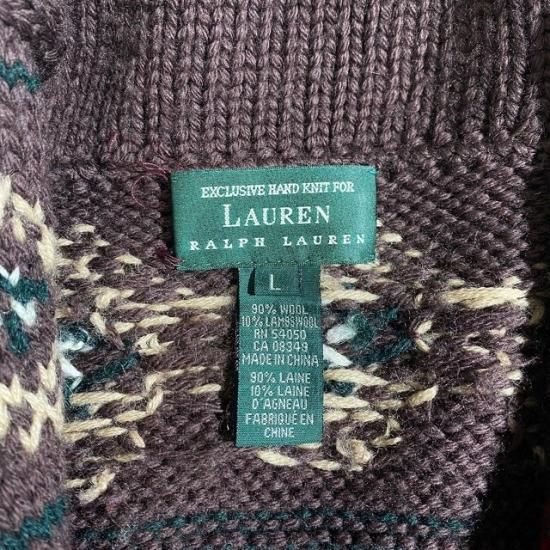 EXCLUSIVE HAND KNIT FOR
LAUREN
RALPH LAUREN
L
90% WOOL
10% LAMBSWOOL
RN 54050
CA 08349
MADE IN CHINA
90% LAINE
10% LAINE
D'AGNEAU
FABRIQUÉ EN
CHINE